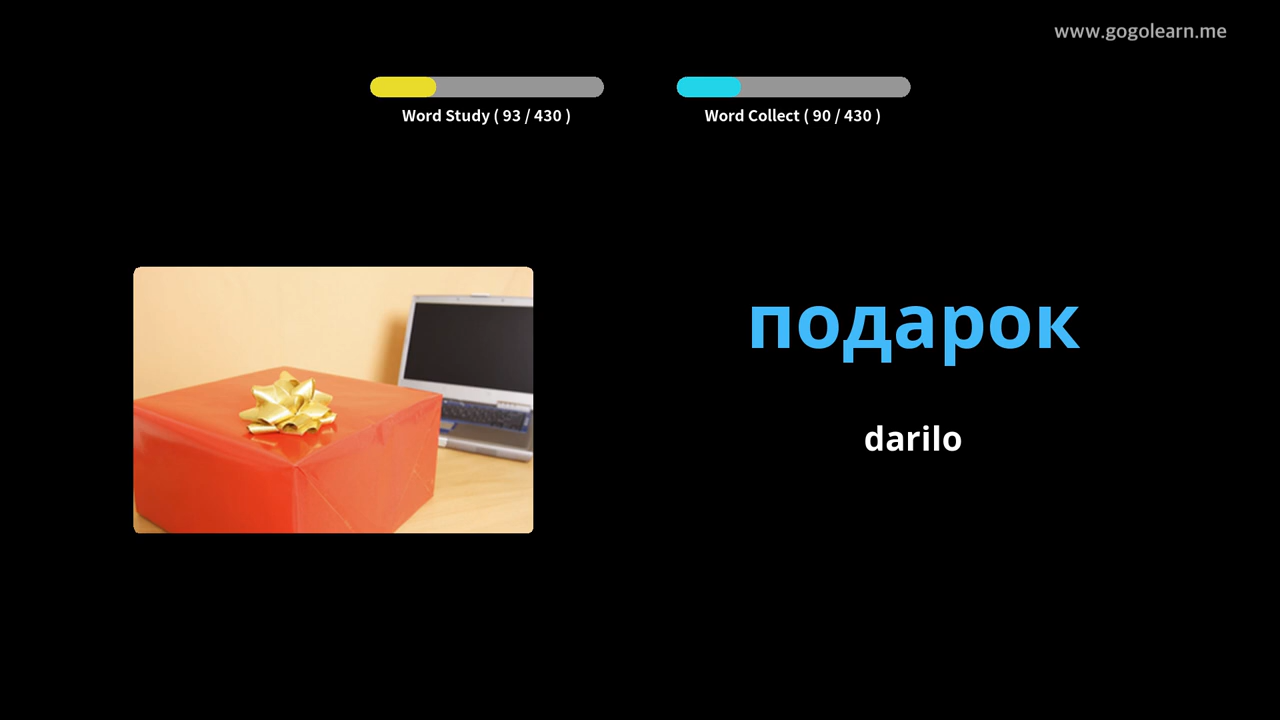 www.gogolearn.me
Word Study ( 93 / 430 )
Word Collect ( 90 / 430 )
подарок
darilo